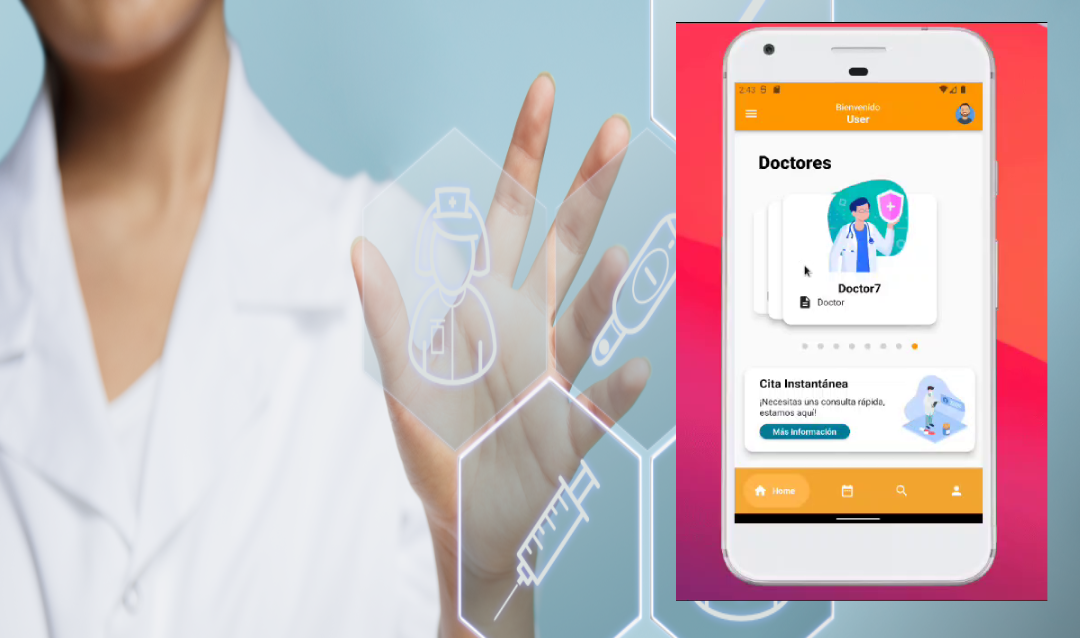 2:43
Bienvenido
User
Doctores
Doctor7
Doctor
Cita Instantánea
¡Necesitas una consulta rápida,
estamos aquí!
Más información
Home